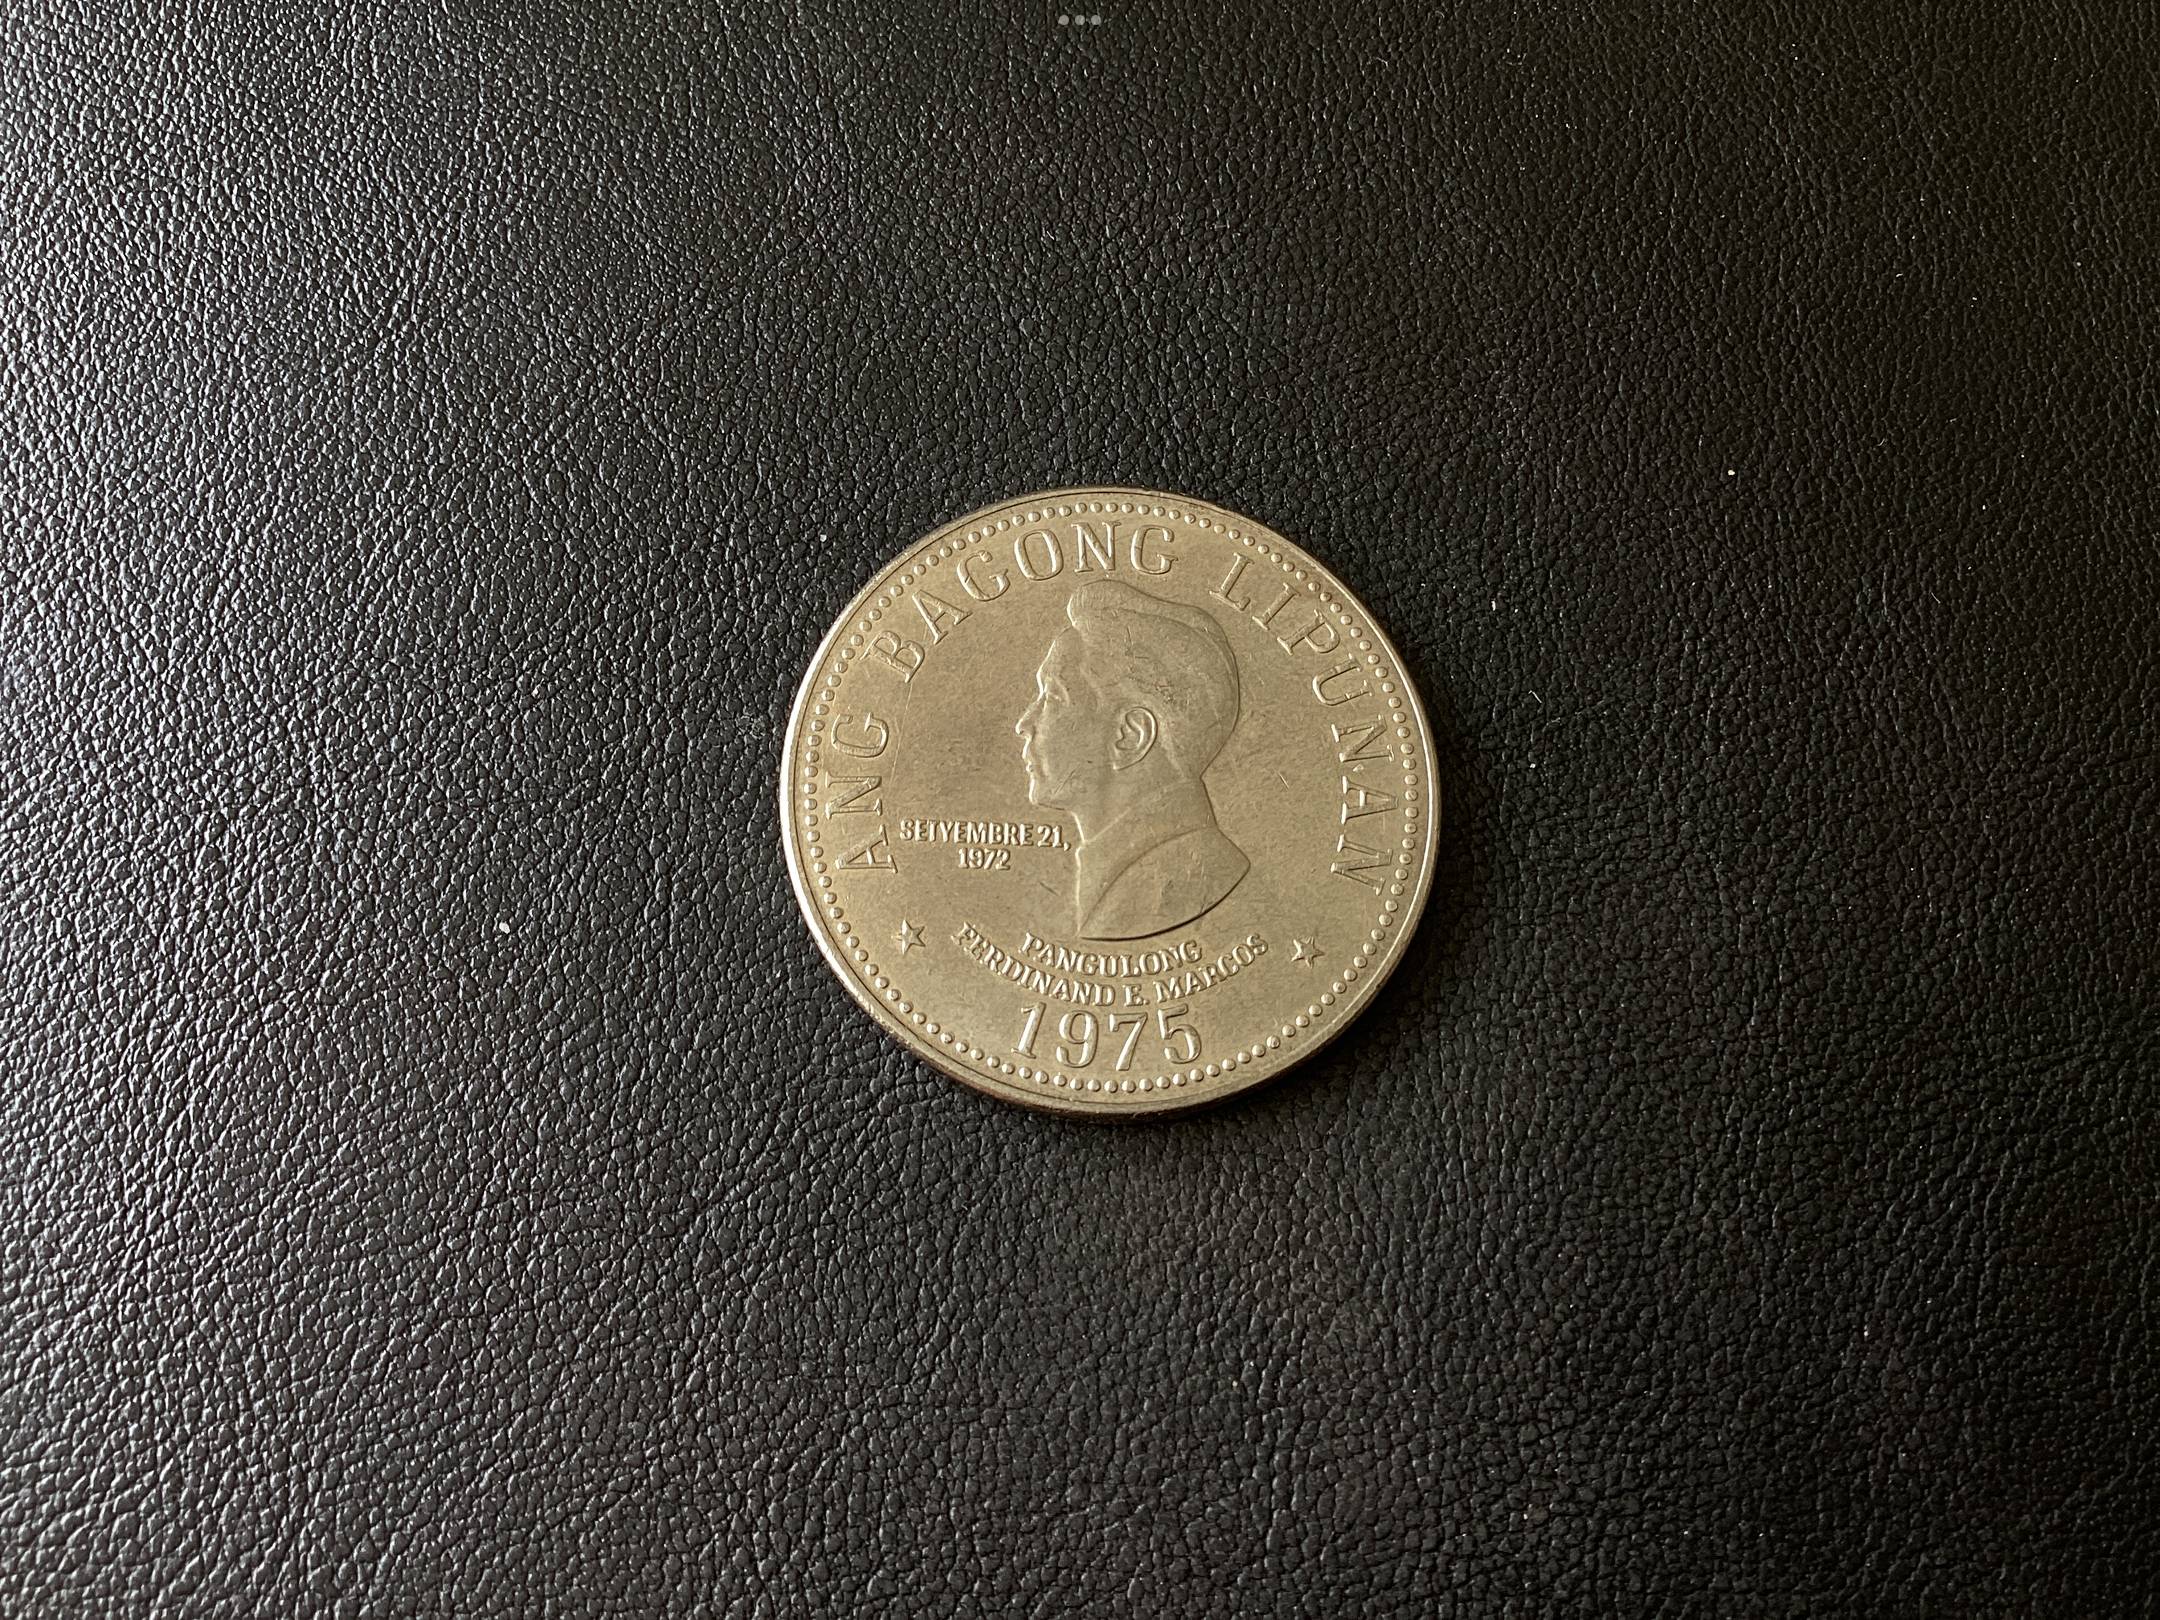 ANG BAGONG LIPUNAN
SETYEMBRE 21,
1972
PANGULONG
FERDINAND E. MARCOS
1975